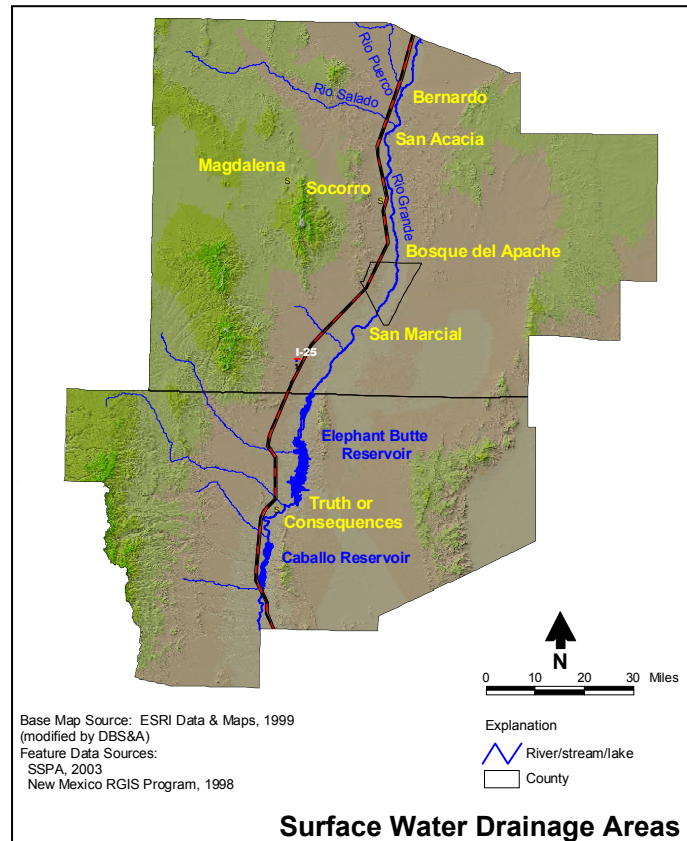 Rio Puerco
Rio Salado
Bernardo
San Acacia
Magdalena
S
Socorro
S
Rio Grande
Bosque del Apache
San Marcial
I-25
Elephant Butte
Reservoir
S
Truth or
Consequences
Caballo Reservoir
N
0 10 20 30 Miles
Base Map Source: ESRI Data & Maps, 1999
(modified by DBS&A)
Feature Data Sources:
SSPA, 2003
New Mexico RGIS Program, 1998
Explanation
River/stream/lake
County
Surface Water Drainage Areas